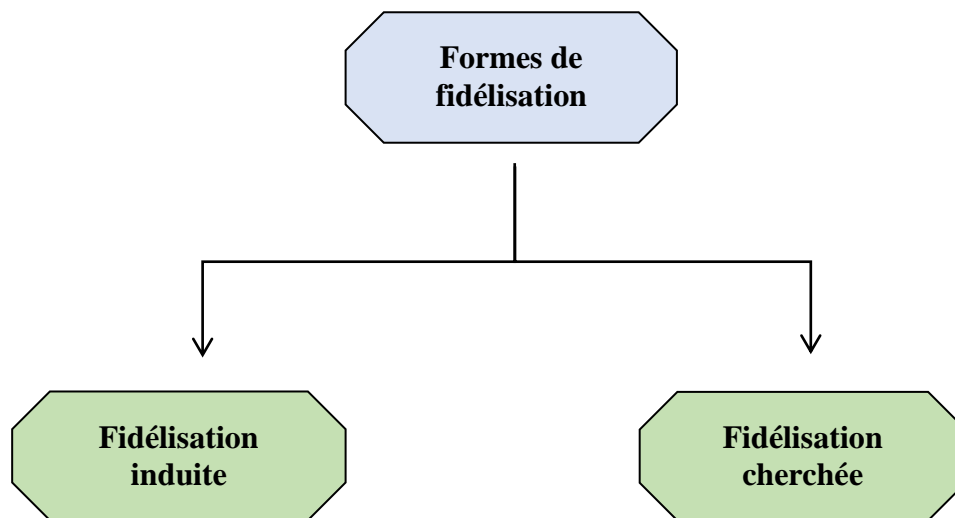 Formes de
fidélisation
Fidélisation
induite
Fidélisation
cherchée